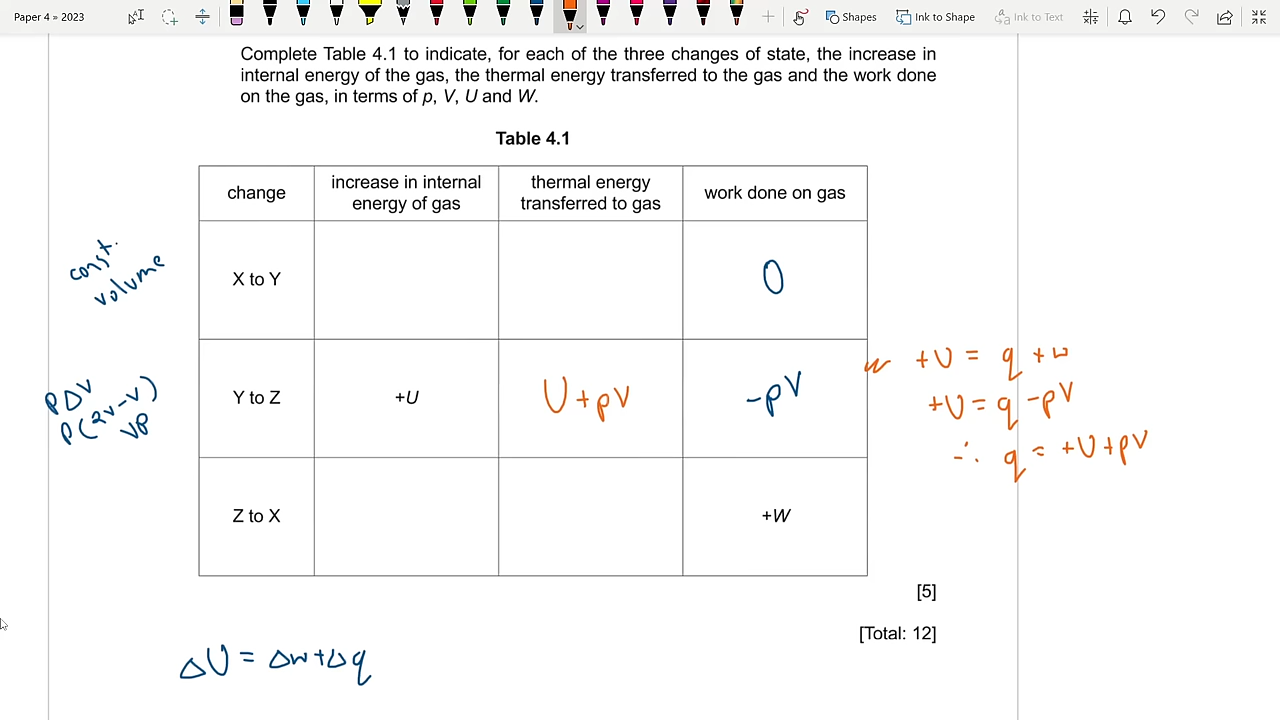 Paper 4 » 2023
Shapes
Ink to Shape
Ink to Text
Complete Table 4.1 to indicate, for each of the three changes of state, the increase in
internal energy of the gas, the thermal energy transferred to the gas and the work done
on the gas, in terms of p, V, U and W.
Table 4.1
change
increase in internal
energy of gas
thermal energy
transferred to gas
work done on gas
const.
volume
X to Y
0
PΔV
P(2V-V)
VP
Y to Z
+U
U+pV
-pV
+U = q +w
+U = q -pV
∴ q = +U+pV
Z to X
+W
[5]
[Total: 12]
ΔU = Δw+Δq